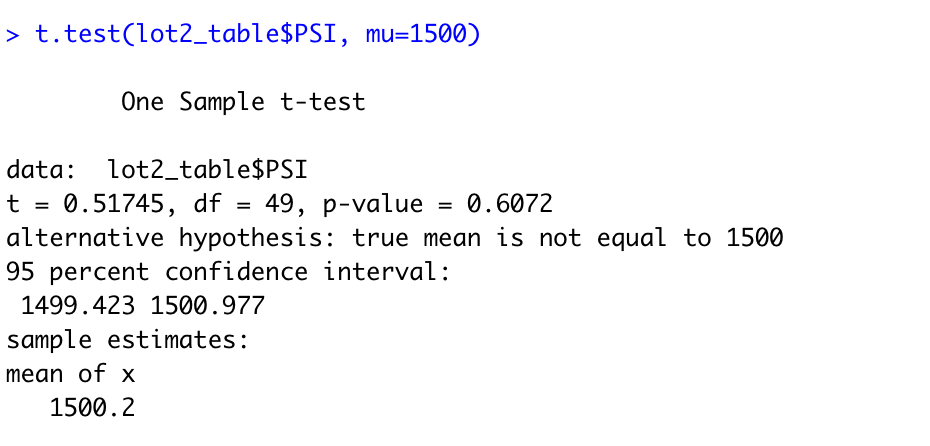 > t.test(lot2_table$PSI, mu=1500)
One Sample t-test
data:  lot2_table$PSI
t = 0.51745, df = 49, p-value = 0.6072
alternative hypothesis: true mean is not equal to 1500
95 percent confidence interval:
 1499.423 1500.977
sample estimates:
mean of x
   1500.2